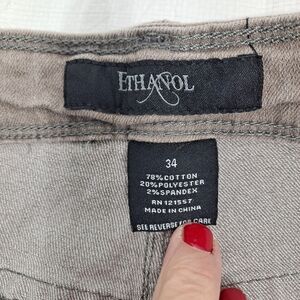 ETHANOL
34
78% COTTON
20% POLYESTER
2% SPANDEX
RN 121557
MADE IN CHINA
SEE REVERSE FOR CARE